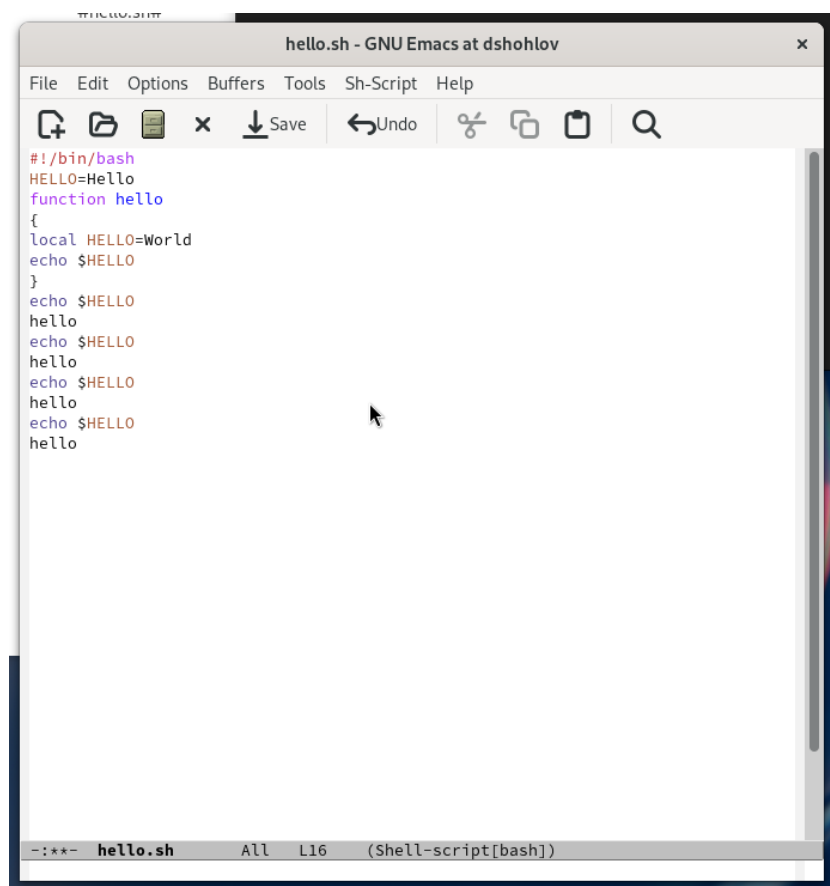 #hello.sh#
hello.sh - GNU Emacs at dshohlov
File Edit Options Buffers Tools Sh-Script Help
Save Undo
#!/bin/bash
HELLO=Hello
function hello
{
local HELLO=World
echo $HELLO
}
echo $HELLO
hello
echo $HELLO
hello
echo $HELLO
hello
echo $HELLO
hello
-:**- hello.sh All L16 (Shell-script[bash])